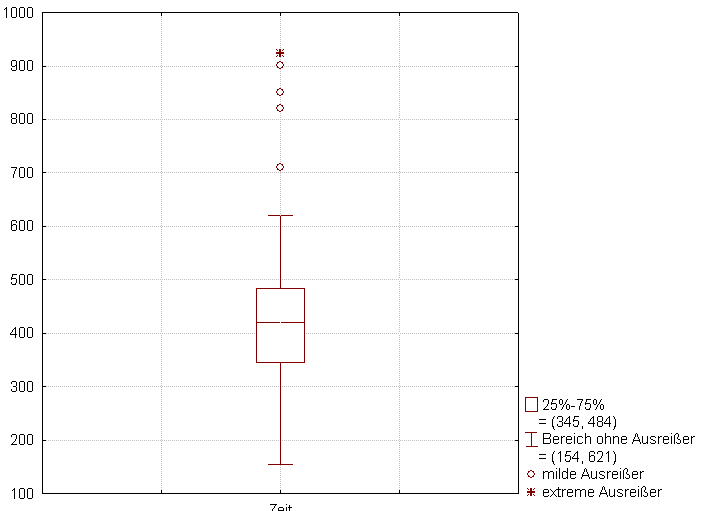 1000
900
800
700
600
500
400
300
200
100
Zeit
25%-75%
= (345, 484)
Bereich ohne Ausreißer
= (154, 621)
milde Ausreißer
extreme Ausreißer